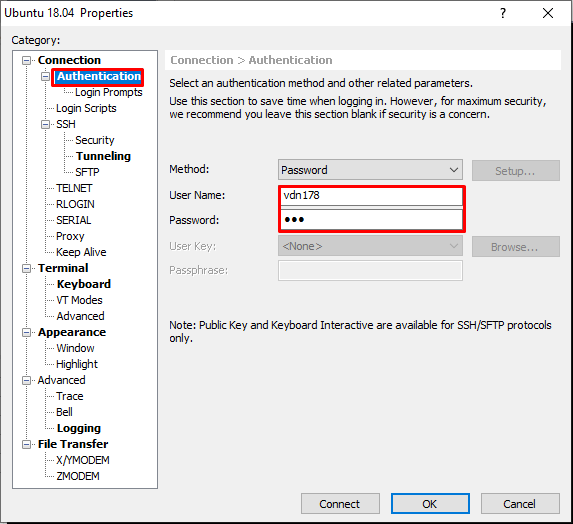 Ubuntu 18.04 Properties
Category:
Connection
Authentication
Login Prompts
Login Scripts
SSH
Security
Tunneling
SFTP
TELNET
RLOGIN
SERIAL
Proxy
Keep Alive
Terminal
Keyboard
VT Modes
Advanced
Appearance
Window
Highlight
Advanced
Trace
Bell
Logging
File Transfer
X/YMODEM
ZMODEM
Connection > Authentication
Select an authentication method and other related parameters.
Use this section to save time when logging in. However, for maximum security,
we recommend you leave this section blank if security is a concern.
Method: Password Setup...
User Name: vdn178
Password: ●●●
User Key: <None> Browse...
Passphrase:
Note: Public Key and Keyboard Interactive are available for SSH/SFTP protocols
only.
Connect OK Cancel